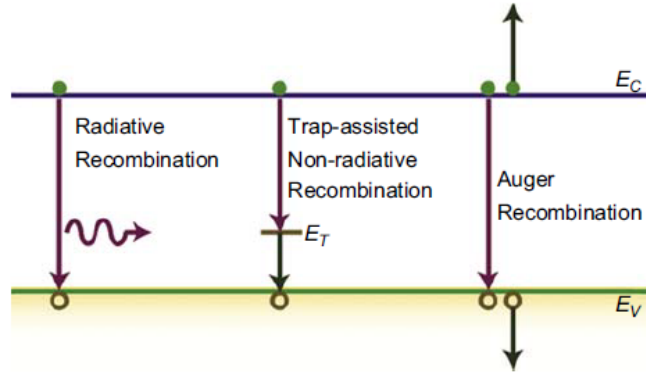 E_C
Radiative
Recombination
Trap-assisted
Non-radiative
Recombination
E_T
Auger
Recombination
E_V